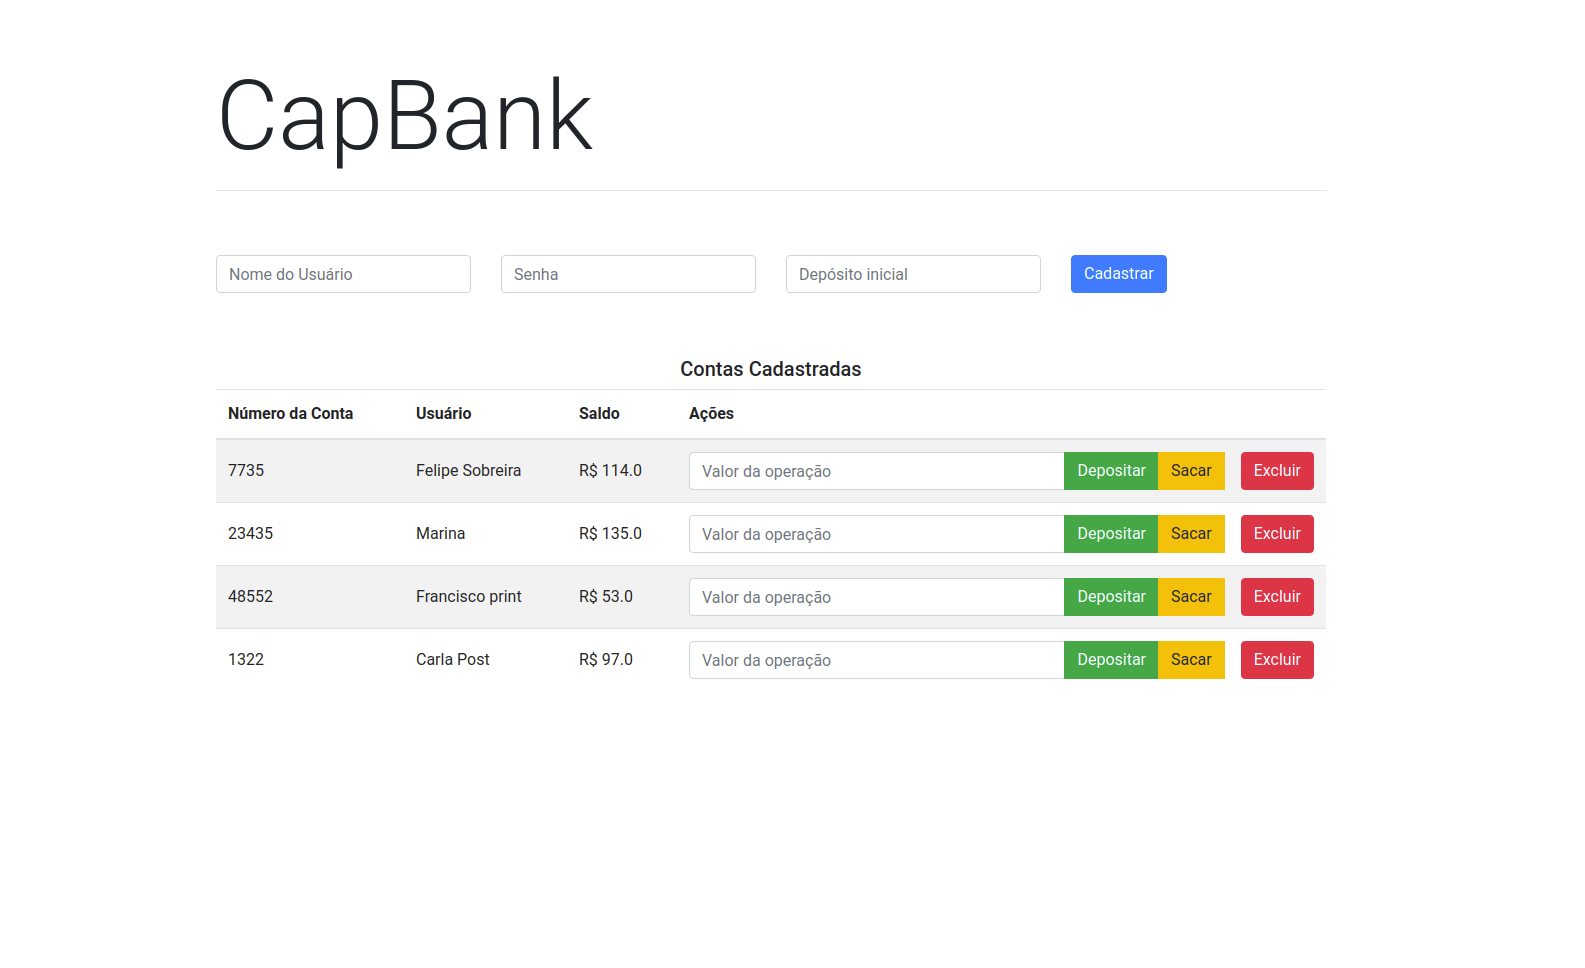 CapBank
Nome do Usuário Senha Depósito inicial Cadastrar
Contas Cadastradas
Número da Conta Usuário Saldo Ações
7735 Felipe Sobreira R$ 114.0 Valor da operação Depositar Sacar Excluir
23435 Marina R$ 135.0 Valor da operação Depositar Sacar Excluir
48552 Francisco print R$ 53.0 Valor da operação Depositar Sacar Excluir
1322 Carla Post R$ 97.0 Valor da operação Depositar Sacar Excluir